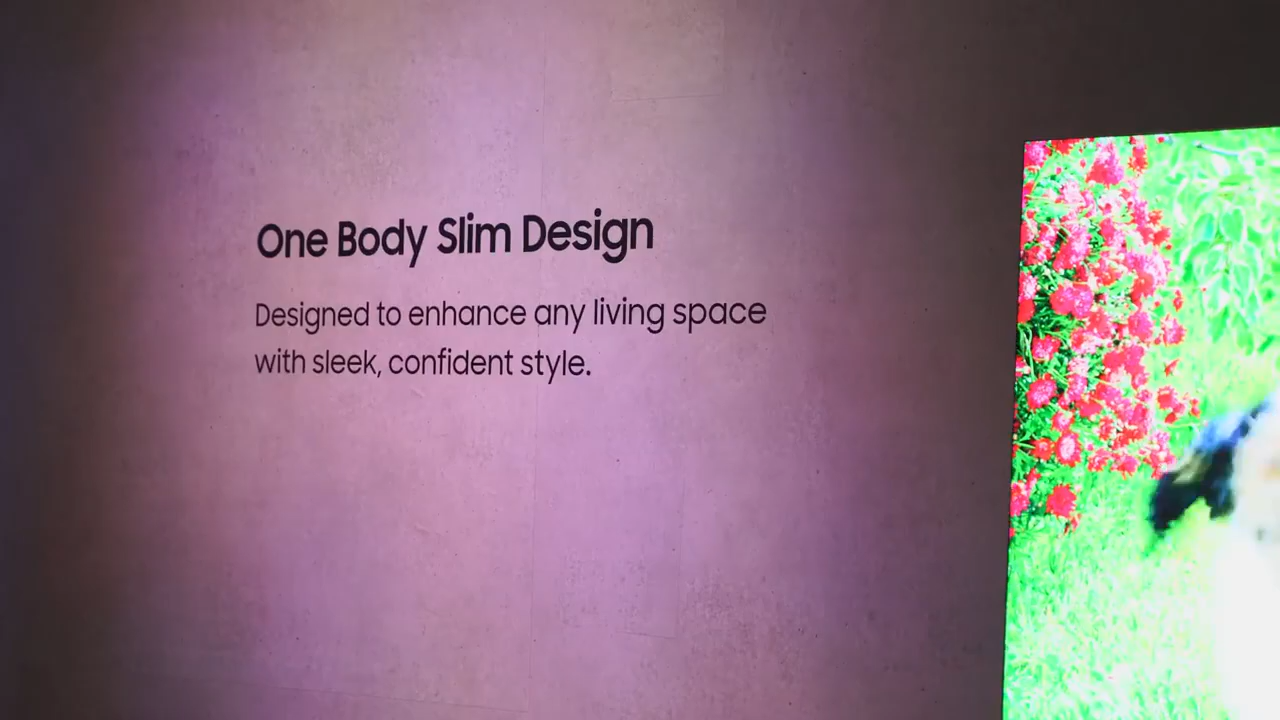 One Body Slim Design
Designed to enhance any living space
with sleek, confident style.